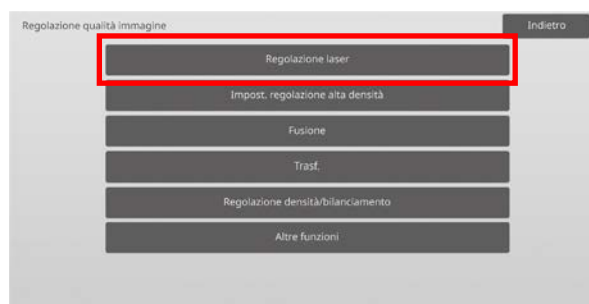 Regolazione qualità immagine
Indietro
Regolazione laser
Impost. regolazione alta densità
Fusione
Trasf.
Regolazione densità/bilanciamento
Altre funzioni